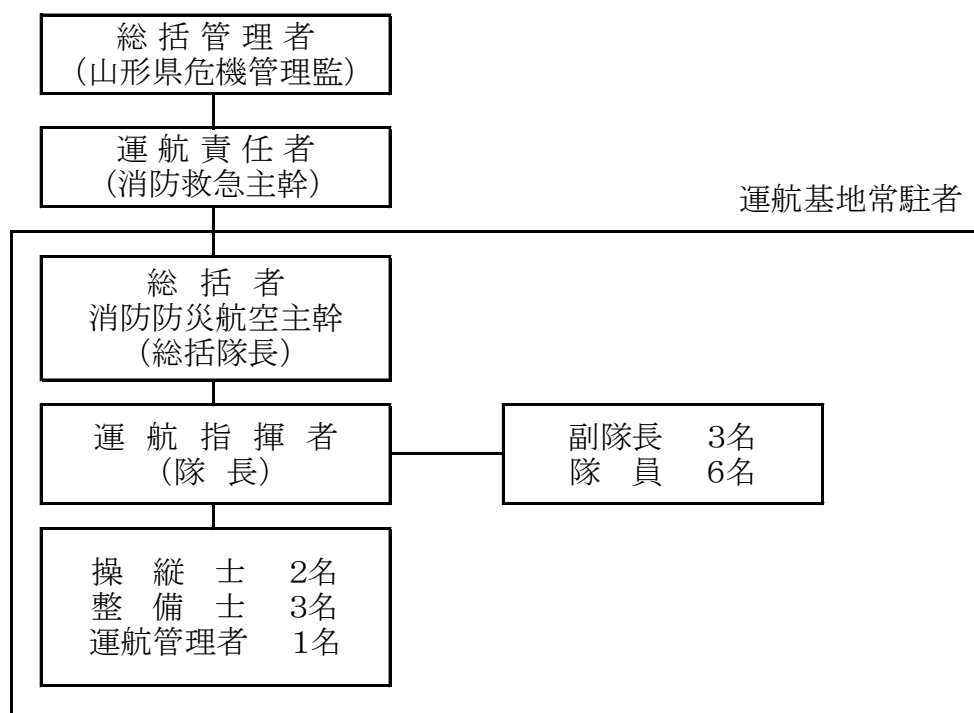 総括管理者
(山形県危機管理監)
運航責任者
(消防救急主幹)
運航基地常駐者
総括者
消防防災航空主幹
(総括隊長)
運航指揮者
(隊長)
副隊長 3名
隊員 6名
操縦士 2名
整備士 3名
運航管理者 1名